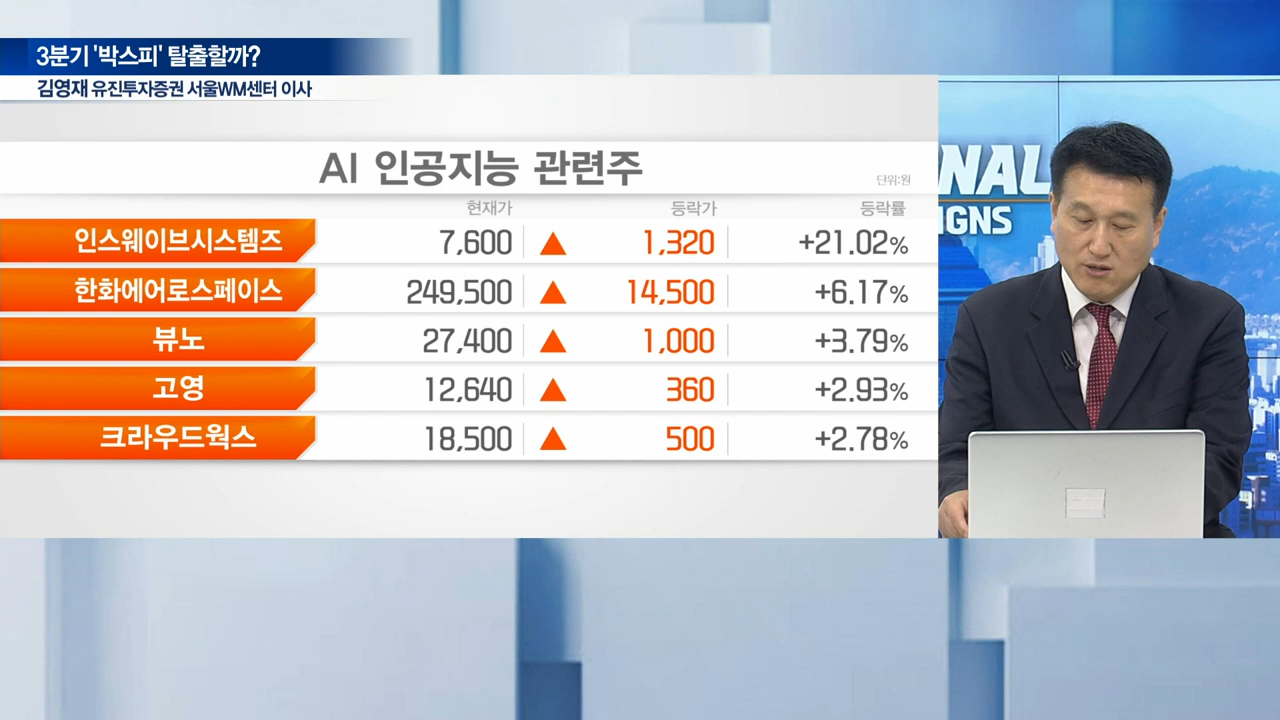 3분기 '박스피' 탈출할까?
김영재 유진투자증권 서울WM센터 이사
AI 인공지능 관련주
단위:원
현재가 등락가 등락률
인스웨이브시스템즈 7,600 ▲ 1,320 +21.02%
한화에어로스페이스 249,500 ▲ 14,500 +6.17%
뷰노 27,400 ▲ 1,000 +3.79%
고영 12,640 ▲ 360 +2.93%
크라우드웍스 18,500 ▲ 500 +2.78%
NAL
IGNS